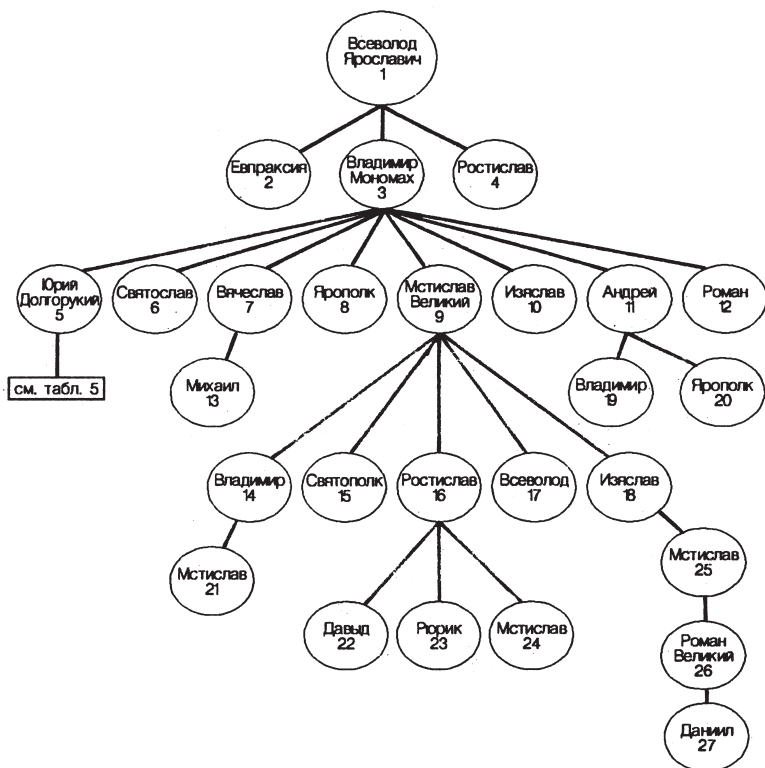 Всеволод
Ярославич
1
Евпраксия
2
Владимир
Мономах
3
Ростислав
4
Юрий
Долгорукий
5
Святослав
6
Вячеслав
7
Ярополк
8
Мстислав
Великий
9
Изяслав
10
Андрей
11
Роман
12
см. табл. 5
Михаил
13
Владимир
19
Ярополк
20
Владимир
14
Святополк
15
Ростислав
16
Всеволод
17
Изяслав
18
Мстислав
21
Мстислав
25
Давыд
22
Рюрик
23
Мстислав
24
Роман
Великий
26
Даниил
27